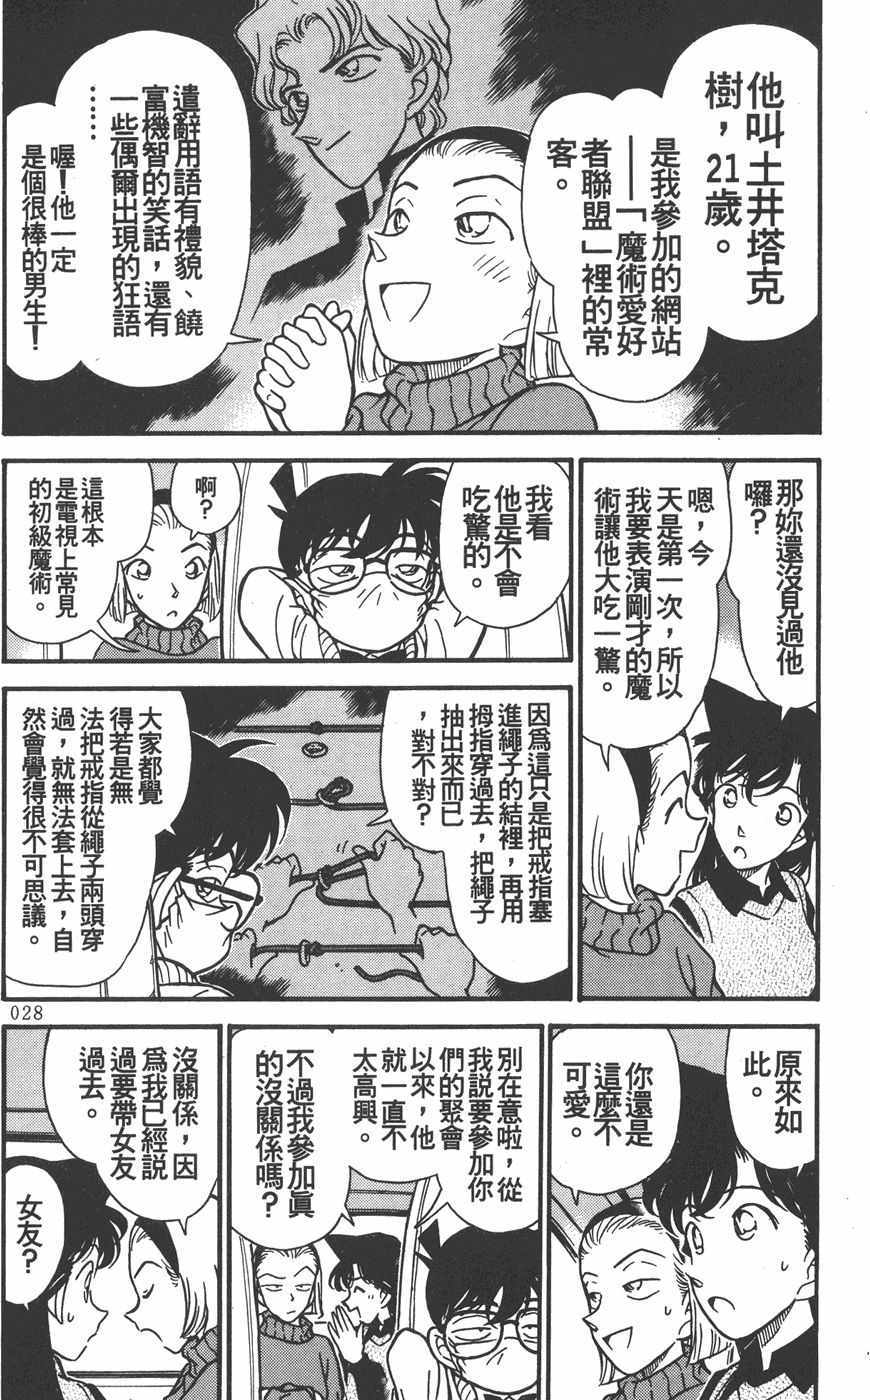 他叫土井塔克
樹，21歲。
是我參加的網站
——「魔術愛好
者聯盟」裡的常
客。
遣辭用語有禮貌、饒
富機智的笑話，還有
一些偶爾出現的狂語
……
喔！他一定
是個很棒的男生！
那妳還沒見過他
囉？
嗯，今
天是第一次，所以
我要表演剛才的魔
術讓他大吃一驚。
我看
他是不會
吃驚的。
啊？
這根本
是電視上常見
的初級魔術。
因為這只是把戒指塞
進繩子的結裡，再用
拇指穿過去，把繩子
抽出來而已
，對不對？
大家都覺
得若是無
法把戒指從繩子兩頭穿
過，就無法套上去，自
然會覺得很不可思議。
028
原來如
此。
你還是
這麼不
可愛。
別在意啦，從
我說要參加你
們的聚會
以來，他
就一直不
太高興。
不過我參加真
的沒關係嗎？
沒關係，因
為我已經說
過要帶女友
過去。
女友？